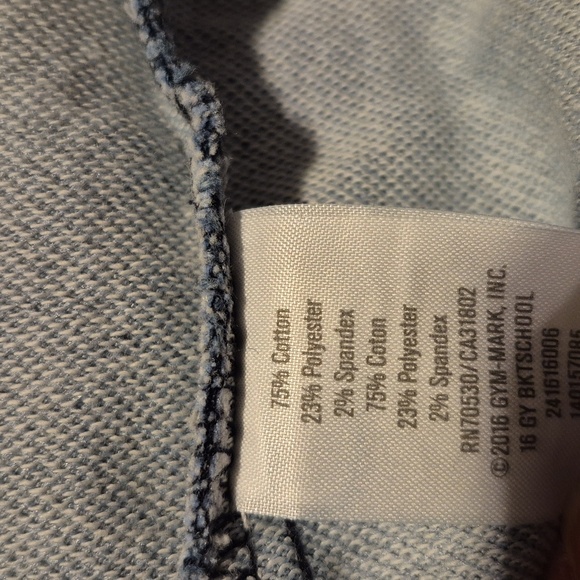 75% Cotton
23% Polyester
2% Spandex
75% Coton
23% Polyester
2% Spandex
RN70530/CA31802
©2016 GYM-MARK, INC.
16 GY BKTSCHOOL
241616006